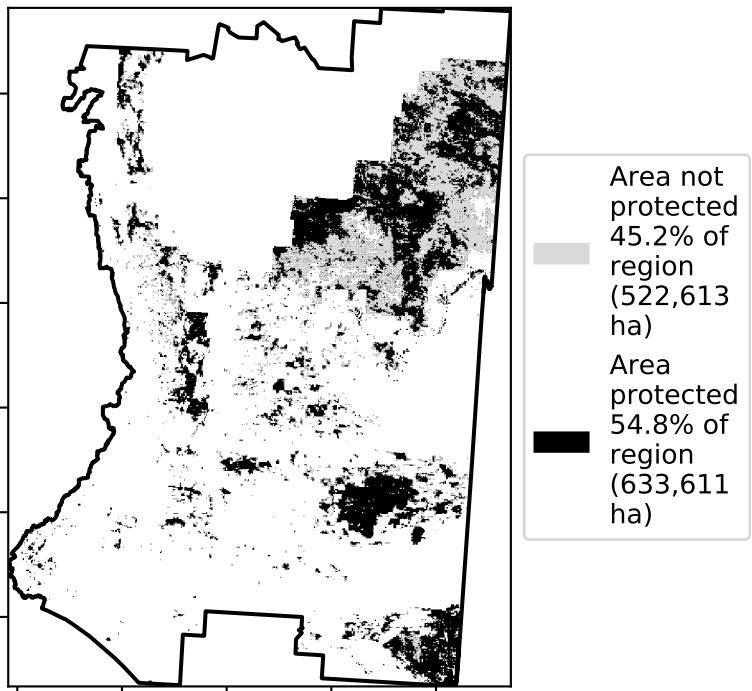 Area not
protected
45.2% of
region
(522,613
ha)
Area
protected
54.8% of
region
(633,611
ha)